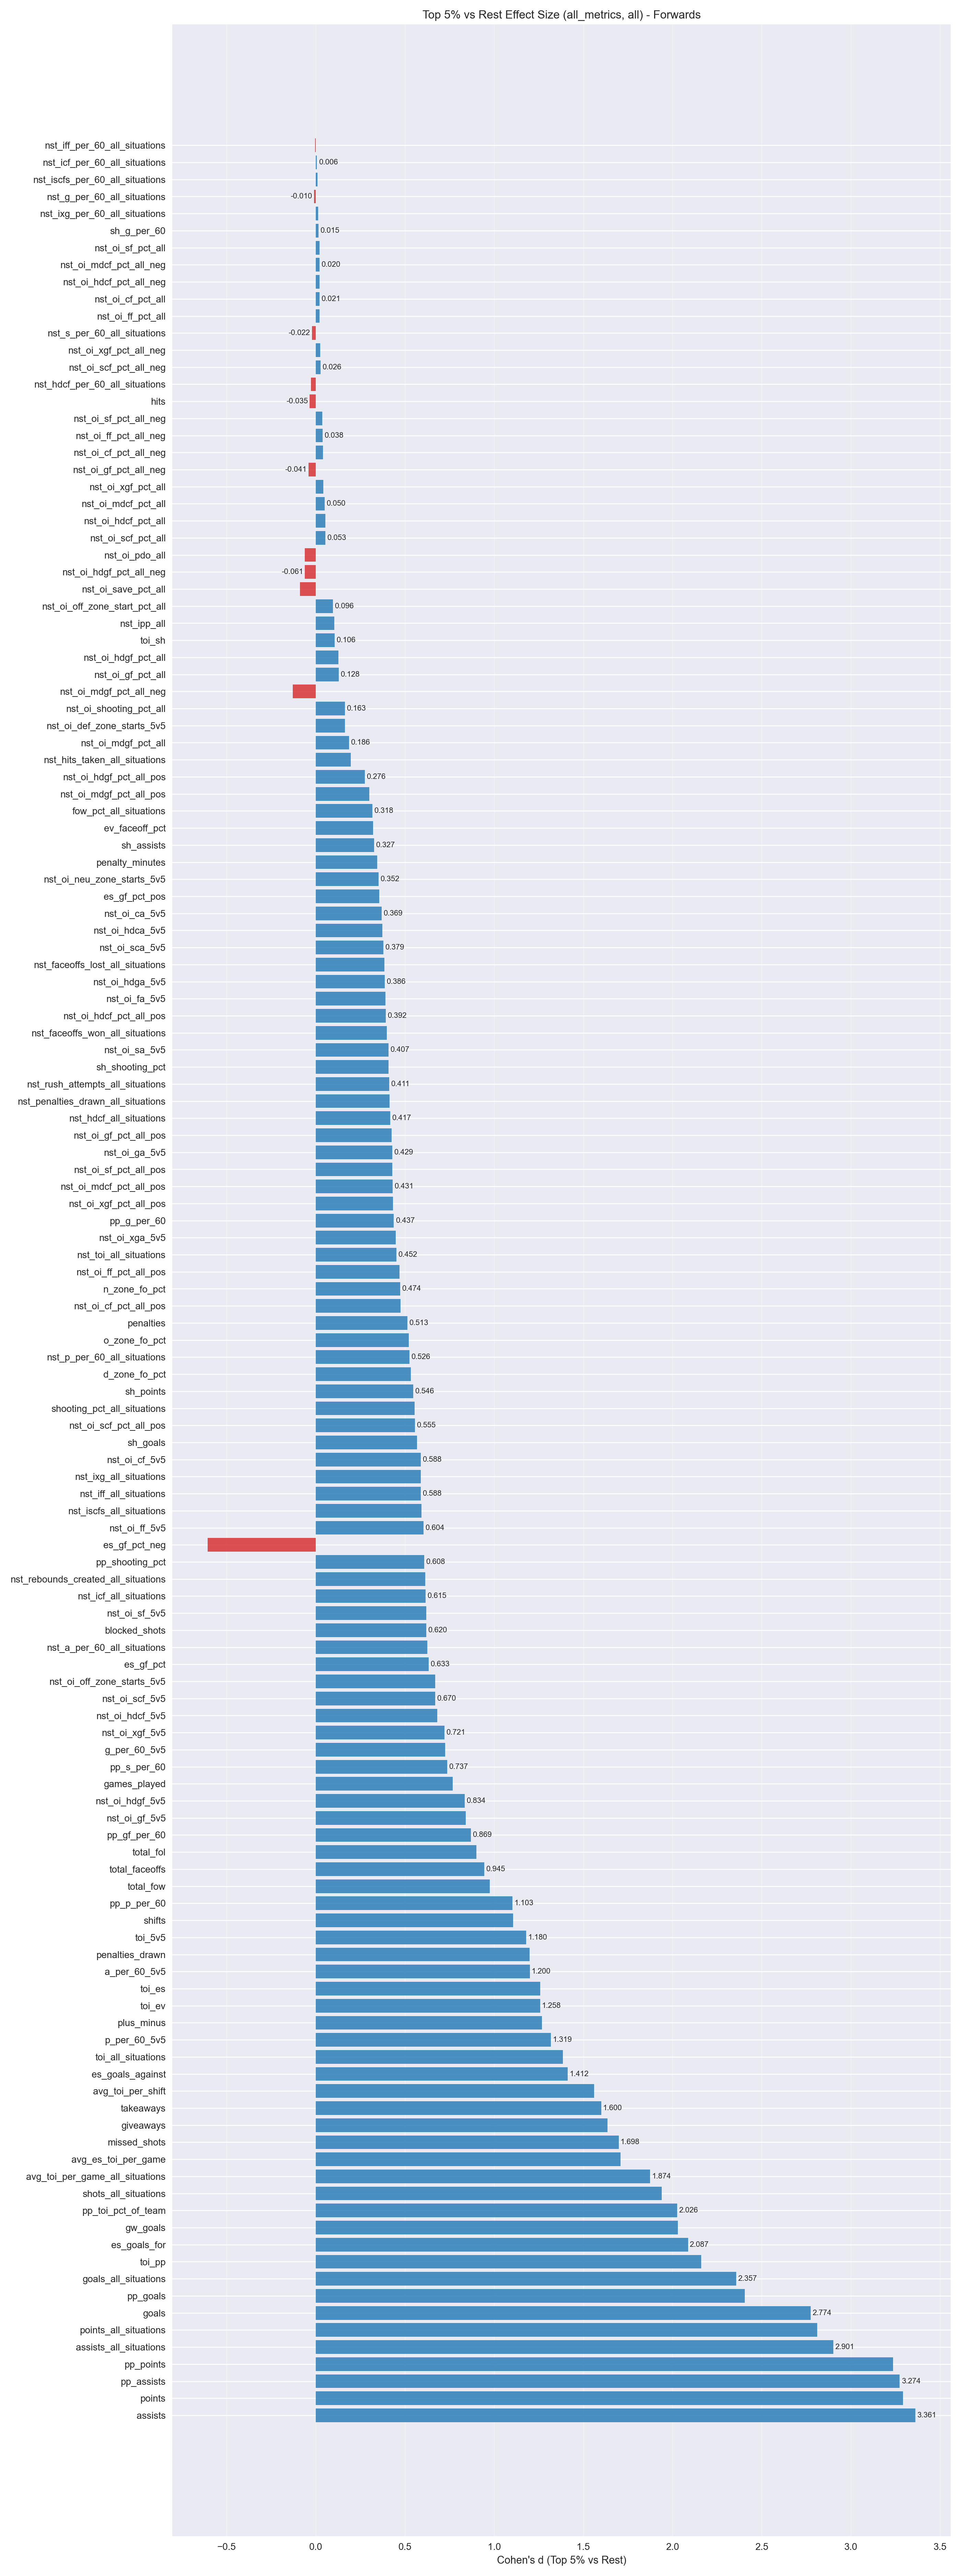 Top 5% vs Rest Effect Size (all_metrics, all) - Forwards
nst_iff_per_60_all_situations
nst_icf_per_60_all_situations 0.006
nst_iscfs_per_60_all_situations
nst_g_per_60_all_situations -0.010
nst_ixg_per_60_all_situations
sh_g_per_60 0.015
nst_oi_sf_pct_all
nst_oi_mdcf_pct_all_neg 0.020
nst_oi_hdcf_pct_all_neg
nst_oi_cf_pct_all 0.021
nst_oi_ff_pct_all
nst_s_per_60_all_situations -0.022
nst_oi_xgf_pct_all_neg
nst_oi_scf_pct_all_neg 0.026
nst_hdcf_per_60_all_situations
hits -0.035
nst_oi_sf_pct_all_neg
nst_oi_ff_pct_all_neg 0.038
nst_oi_cf_pct_all_neg
nst_oi_gf_pct_all_neg -0.041
nst_oi_xgf_pct_all
nst_oi_mdcf_pct_all 0.050
nst_oi_hdcf_pct_all
nst_oi_scf_pct_all 0.053
nst_oi_pdo_all
nst_oi_hdgf_pct_all_neg -0.061
nst_oi_save_pct_all
nst_oi_off_zone_start_pct_all 0.096
nst_ipp_all
toi_sh 0.106
nst_oi_hdgf_pct_all
nst_oi_gf_pct_all 0.128
nst_oi_mdgf_pct_all_neg
nst_oi_shooting_pct_all 0.163
nst_oi_def_zone_starts_5v5
nst_oi_mdgf_pct_all 0.186
nst_hits_taken_all_situations
nst_oi_hdgf_pct_all_pos 0.276
nst_oi_mdgf_pct_all_pos
fow_pct_all_situations 0.318
ev_faceoff_pct
sh_assists 0.327
penalty_minutes
nst_oi_neu_zone_starts_5v5 0.352
es_gf_pct_pos
nst_oi_ca_5v5 0.369
nst_oi_hdca_5v5
nst_oi_sca_5v5 0.379
nst_faceoffs_lost_all_situations
nst_oi_hdga_5v5 0.386
nst_oi_fa_5v5
nst_oi_hdcf_pct_all_pos 0.392
nst_faceoffs_won_all_situations
nst_oi_sa_5v5 0.407
sh_shooting_pct
nst_rush_attempts_all_situations 0.411
nst_penalties_drawn_all_situations
nst_hdcf_all_situations 0.417
nst_oi_gf_pct_all_pos
nst_oi_ga_5v5 0.429
nst_oi_sf_pct_all_pos
nst_oi_mdcf_pct_all_pos 0.431
nst_oi_xgf_pct_all_pos
pp_g_per_60 0.437
nst_oi_xga_5v5
nst_toi_all_situations 0.452
nst_oi_ff_pct_all_pos
n_zone_fo_pct 0.474
nst_oi_cf_pct_all_pos
penalties 0.513
o_zone_fo_pct
nst_p_per_60_all_situations 0.526
d_zone_fo_pct
sh_points 0.546
shooting_pct_all_situations
nst_oi_scf_pct_all_pos 0.555
sh_goals
nst_oi_cf_5v5 0.588
nst_ixg_all_situations
nst_iff_all_situations 0.588
nst_iscfs_all_situations
nst_oi_ff_5v5 0.604
es_gf_pct_neg
pp_shooting_pct 0.608
nst_rebounds_created_all_situations
nst_icf_all_situations 0.615
nst_oi_sf_5v5
blocked_shots 0.620
nst_a_per_60_all_situations
es_gf_pct 0.633
nst_oi_off_zone_starts_5v5
nst_oi_scf_5v5 0.670
nst_oi_hdcf_5v5
nst_oi_xgf_5v5 0.721
g_per_60_5v5
pp_s_per_60 0.737
games_played
nst_oi_hdgf_5v5 0.834
nst_oi_gf_5v5
pp_gf_per_60 0.869
total_fol
total_faceoffs 0.945
total_fow
pp_p_per_60 1.103
shifts
toi_5v5 1.180
penalties_drawn
a_per_60_5v5 1.200
toi_es
toi_ev 1.258
plus_minus
p_per_60_5v5 1.319
toi_all_situations
es_goals_against 1.412
avg_toi_per_shift
takeaways 1.600
giveaways
missed_shots 1.698
avg_es_toi_per_game
avg_toi_per_game_all_situations 1.874
shots_all_situations
pp_toi_pct_of_team 2.026
gw_goals
es_goals_for 2.087
toi_pp
goals_all_situations 2.357
pp_goals
goals 2.774
points_all_situations
assists_all_situations 2.901
pp_points
pp_assists 3.274
points
assists 3.361
−0.5 0.0 0.5 1.0 1.5 2.0 2.5 3.0 3.5
Cohen's d (Top 5% vs Rest)